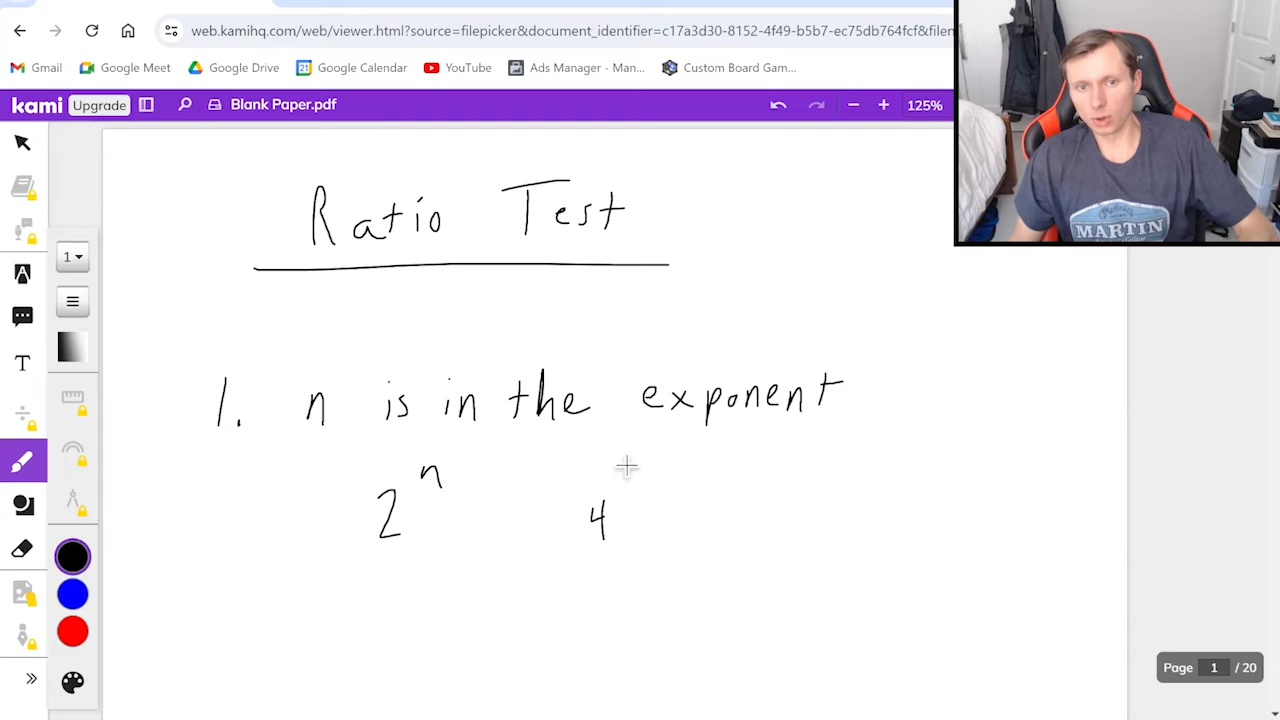 web.kamihq.com/web/viewer.html?source=filepicker&document_identifier=c17a3d30-8152-4f49-b5b7-ec75db764fcf&filen
Gmail Google Meet Google Drive Google Calendar YouTube Ads Manager - Man... Custom Board Gam...
kami Upgrade Blank Paper.pdf 125%
MARTIN
Ratio Test
1
1. n is in the exponent
2^n 4
Page 1 / 20